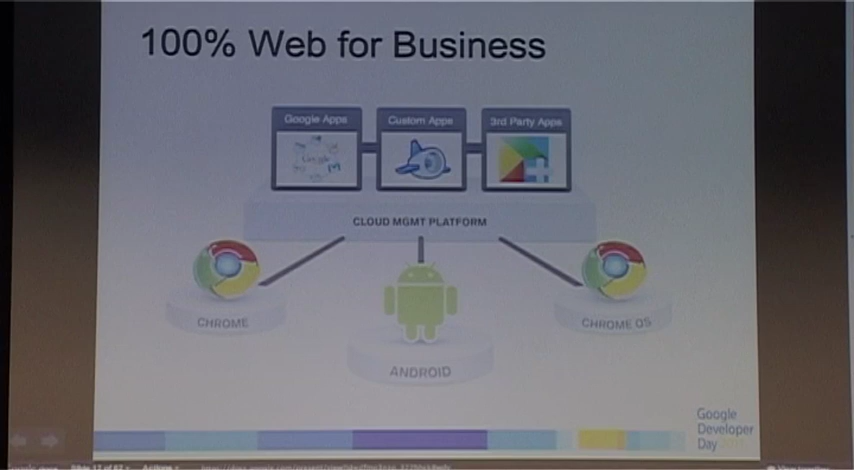 100% Web for Business
Google Apps
Custom Apps
3rd Party Apps
Google
CLOUD MGMT PLATFORM
CHROME
CHROME OS
ANDROID
Google
Developer
Day